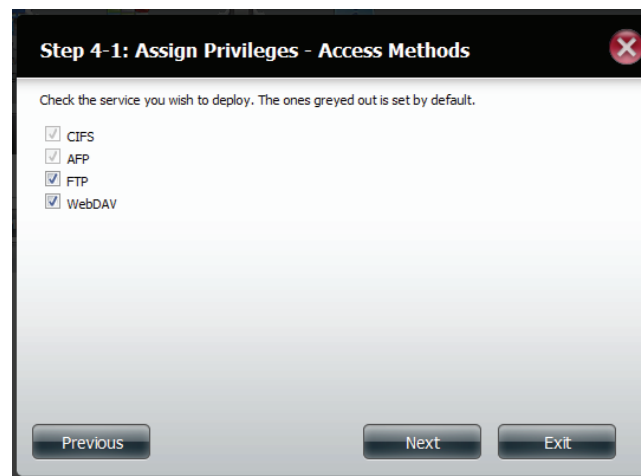 Step 4-1: Assign Privileges - Access Methods
Check the service you wish to deploy. The ones greyed out is set by default.
CIFS
AFP
FTP
WebDAV
Previous
Next
Exit